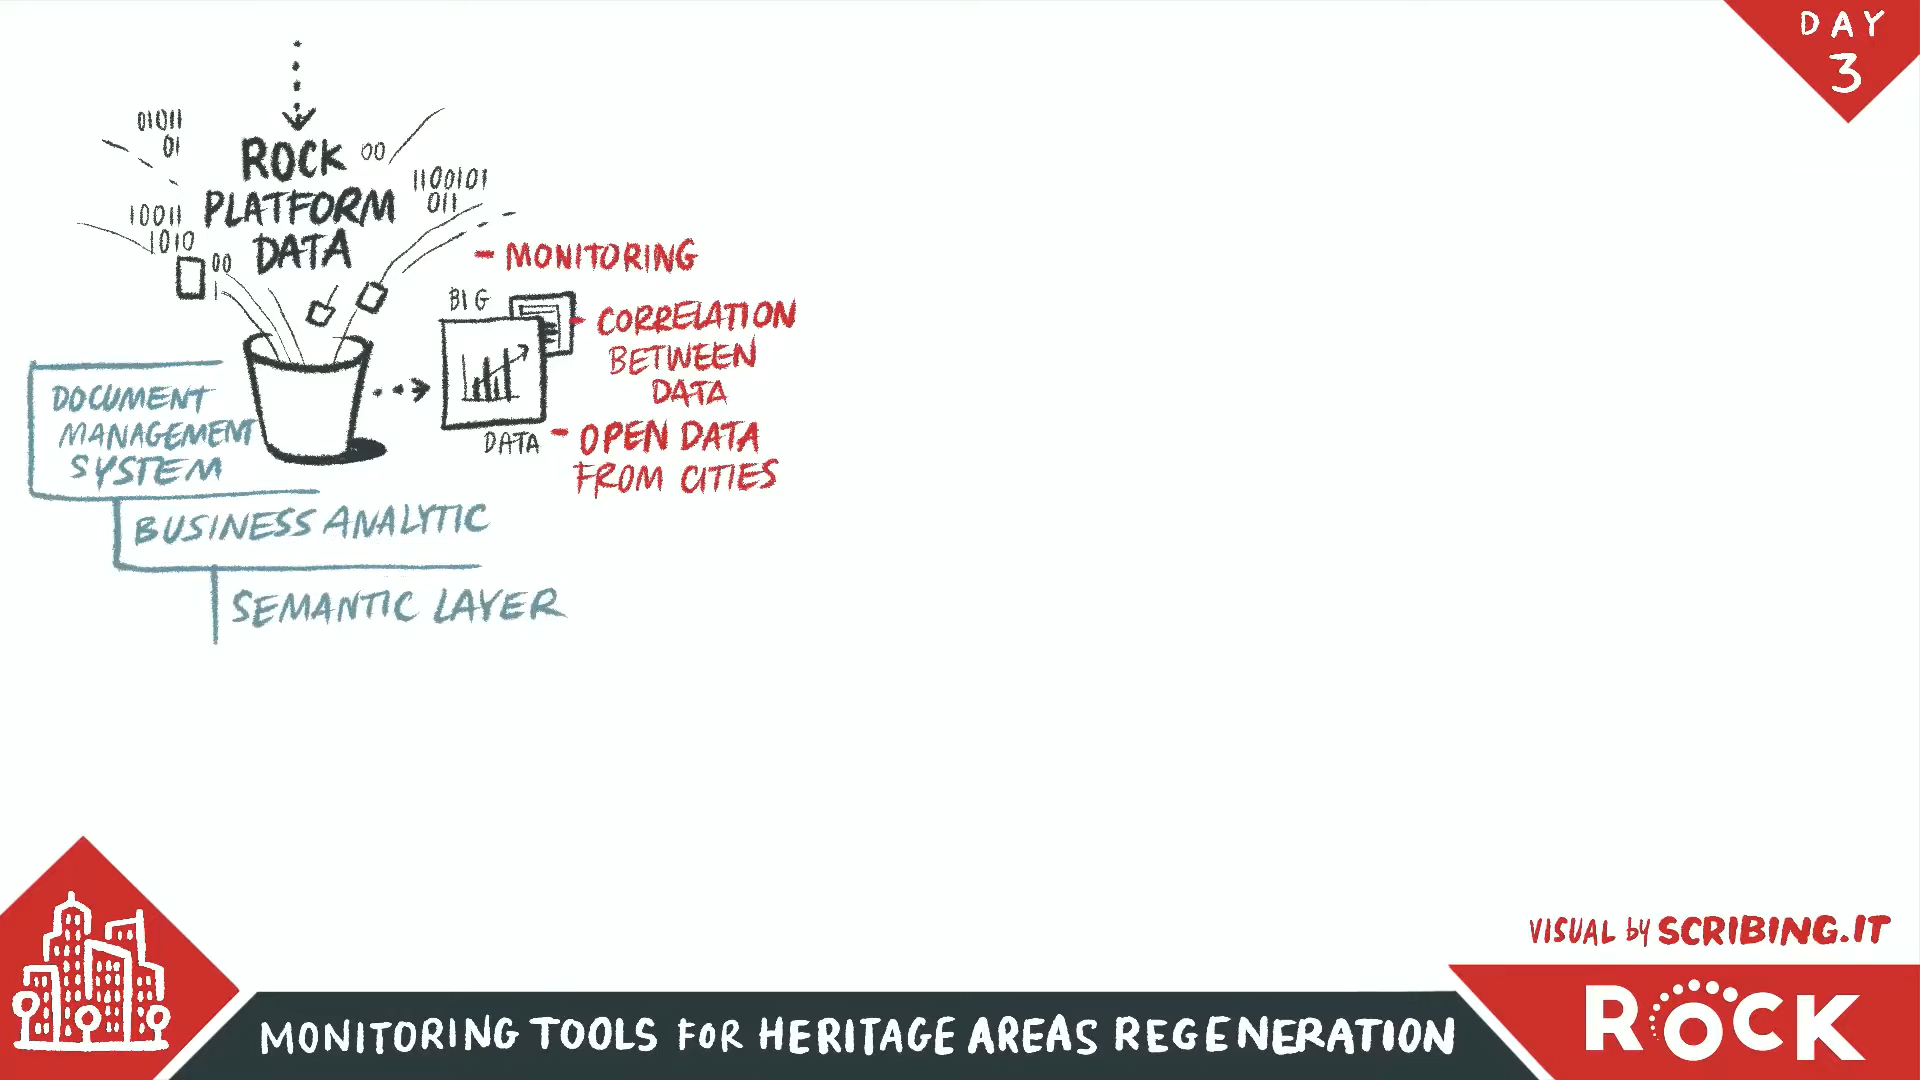 DAY
3
01011
01
ROCK
00
PLATFORM
1100101
011
10011
1010
DATA
00
1
- MONITORING
BIG
- CORRELATION
BETWEEN
DATA
DATA
- OPEN DATA
FROM CITIES
DOCUMENT
MANAGEMENT
SYSTEM
BUSINESS ANALYTIC
SEMANTIC LAYER
VISUAL by SCRIBING.IT
MONITORING TOOLS FOR HERITAGE AREAS REGENERATION
ROCK